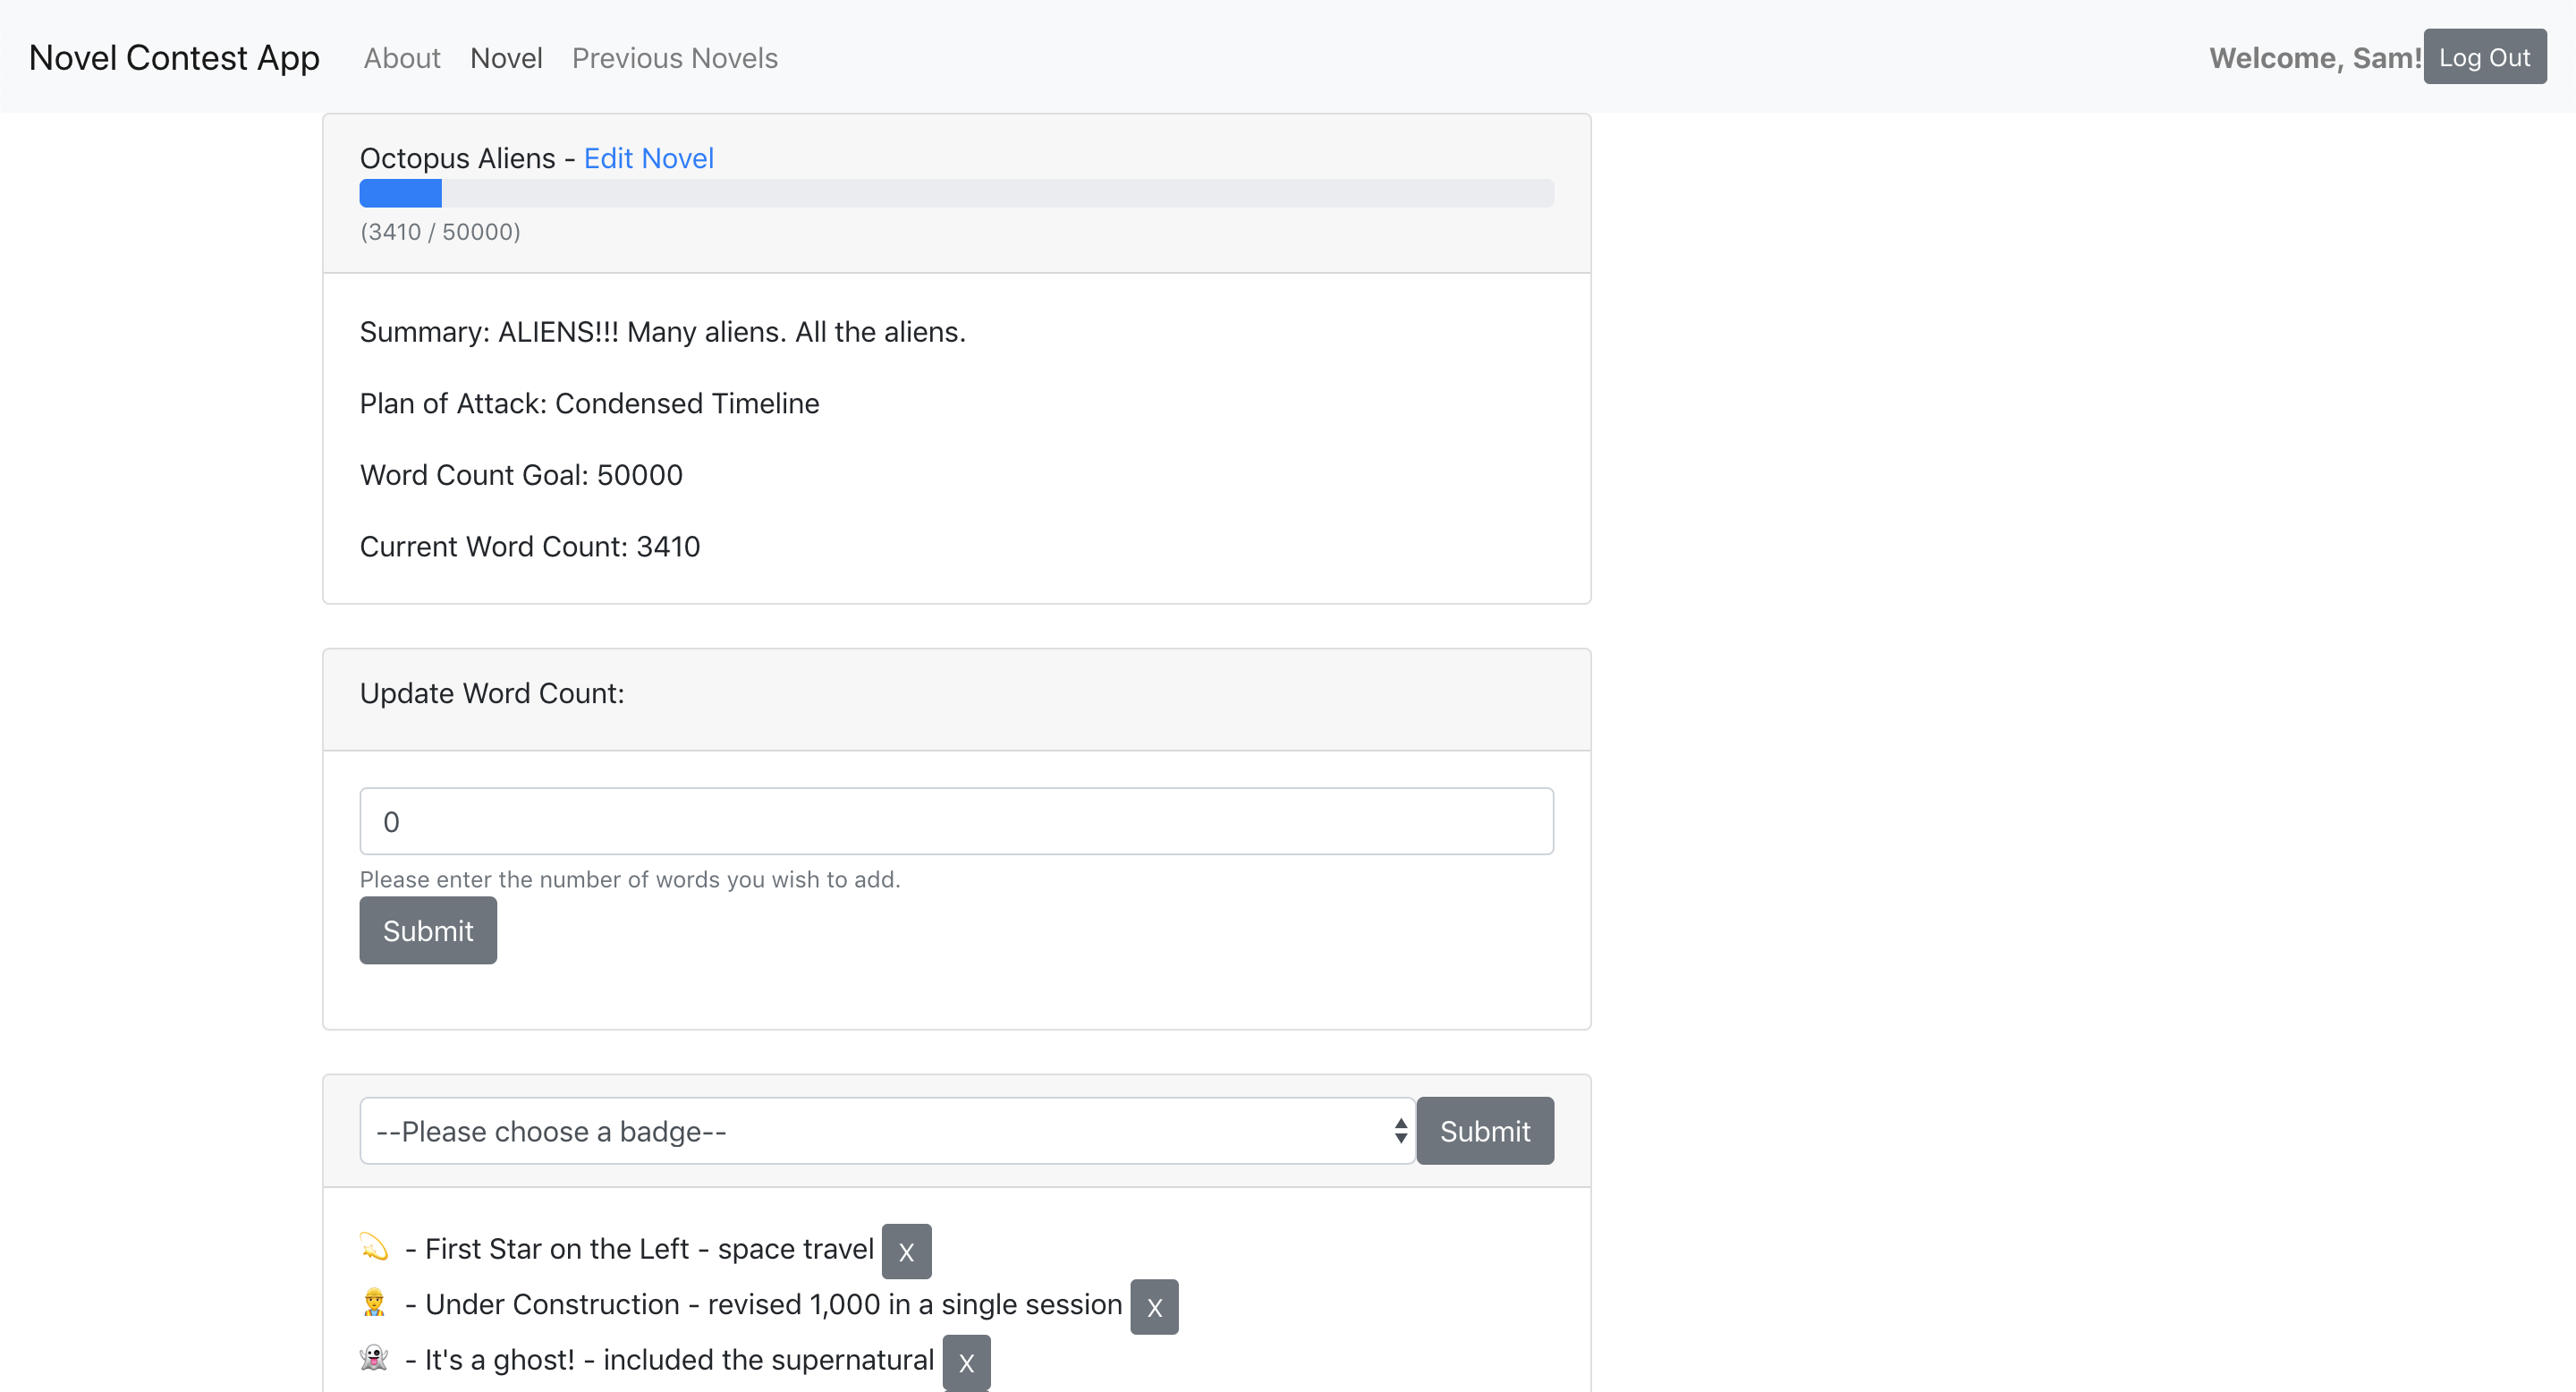 Novel Contest App About Novel Previous Novels Welcome, Sam! Log Out
Octopus Aliens - Edit Novel
(3410 / 50000)
Summary: ALIENS!!! Many aliens. All the aliens.
Plan of Attack: Condensed Timeline
Word Count Goal: 50000
Current Word Count: 3410
Update Word Count:
0
Please enter the number of words you wish to add.
Submit
--Please choose a badge-- Submit
💫 - First Star on the Left - space travel X
👷 - Under Construction - revised 1,000 in a single session X
👻 - It's a ghost! - included the supernatural X